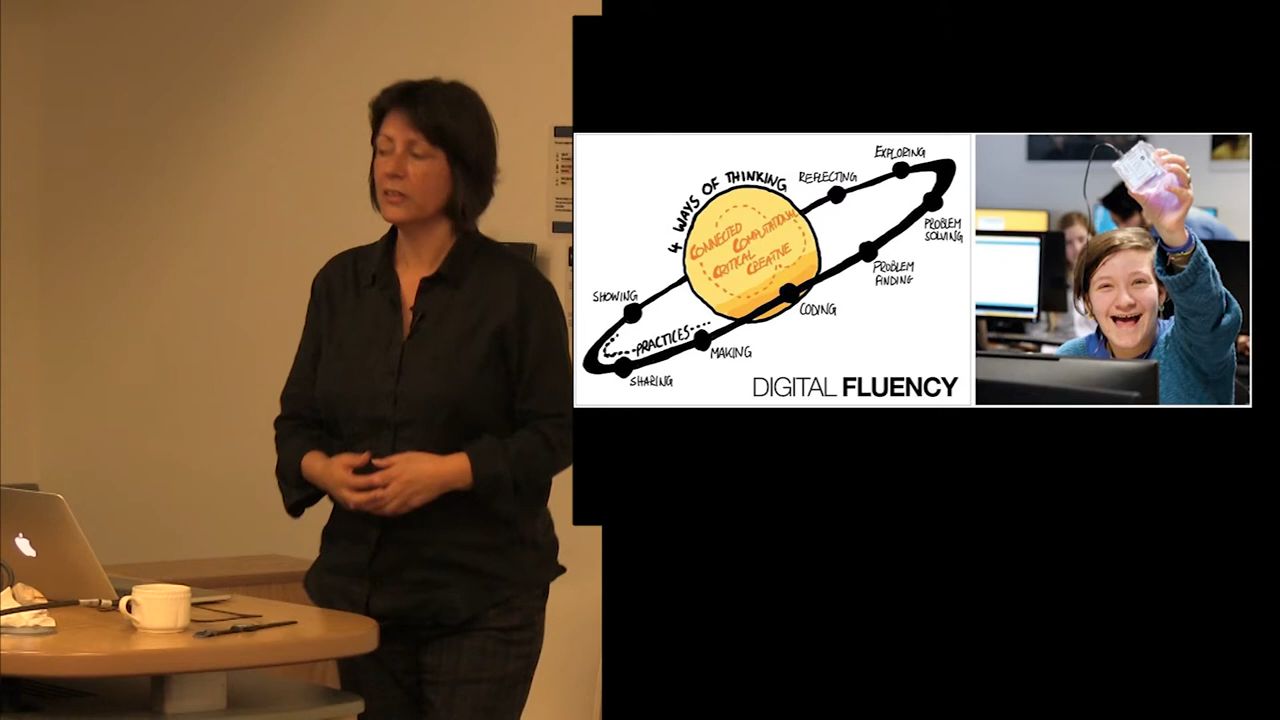 4 WAYS OF THINKING
CONNECTED
COMPUTATIONAL
CRITICAL
CREATIVE
EXPLORING
REFLECTING
PROBLEM
SOLVING
PROBLEM
FINDING
CODING
SHOWING
PRACTICES
MAKING
SHARING
DIGITAL FLUENCY